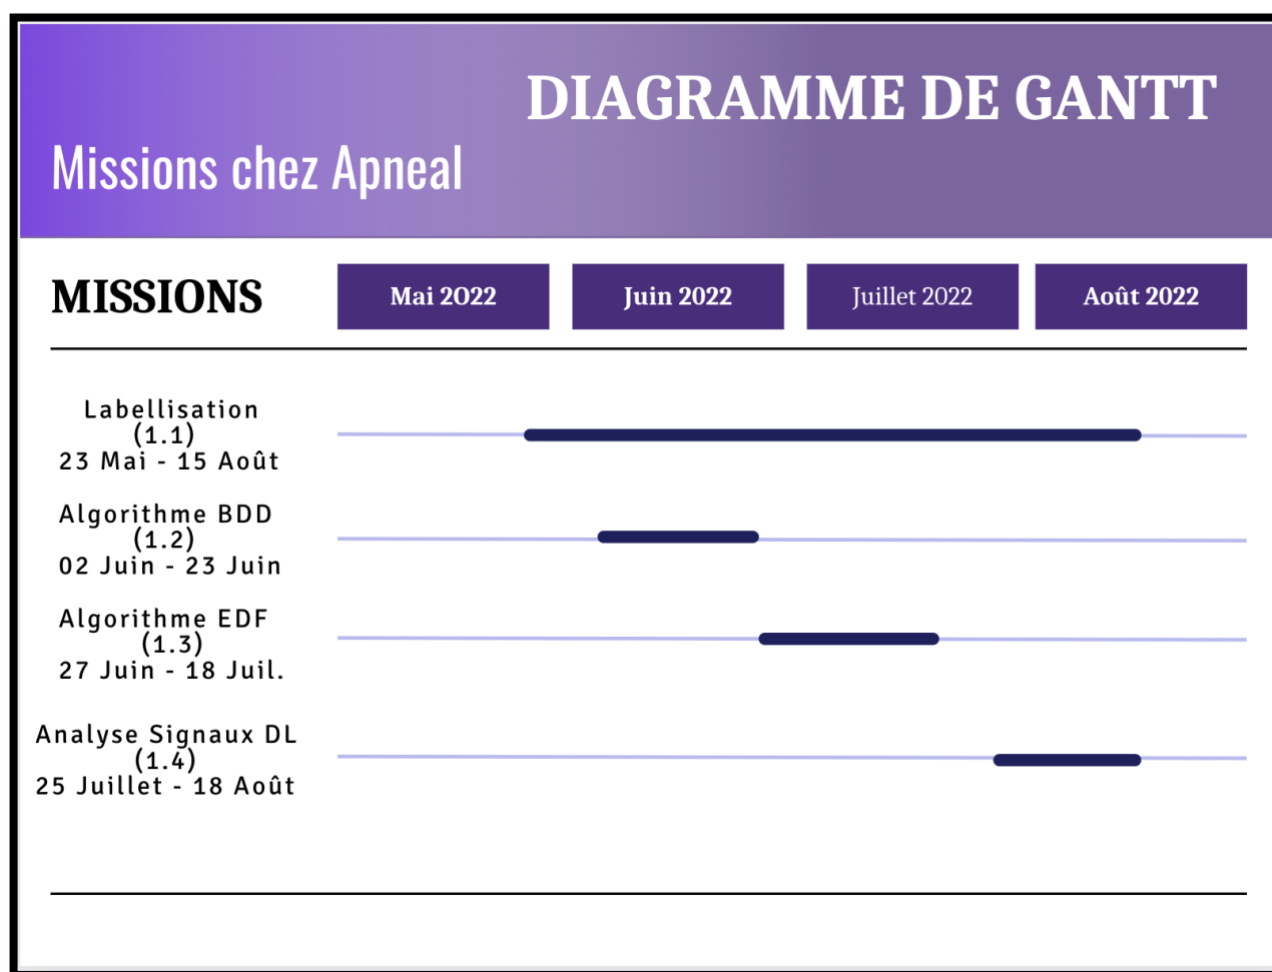 DIAGRAMME DE GANTT
Missions chez Apneal
MISSIONS
Mai 2022
Juin 2022
Juillet 2022
Août 2022
Labellisation
(1.1)
23 Mai - 15 Août
Algorithme BDD
(1.2)
02 Juin - 23 Juin
Algorithme EDF
(1.3)
27 Juin - 18 Juil.
Analyse Signaux DL
(1.4)
25 Juillet - 18 Août